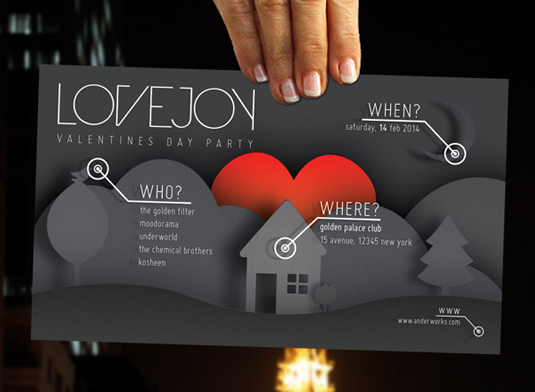 LOVEJOY
VALENTINES DAY PARTY
WHEN?
saturday, 14 feb 2014
WHO?
the golden filter
moodorama
underworld
the chemical brothers
kosheen
WHERE?
golden palace club
15 avenue, 12345 new york
www
www.anderworks.com